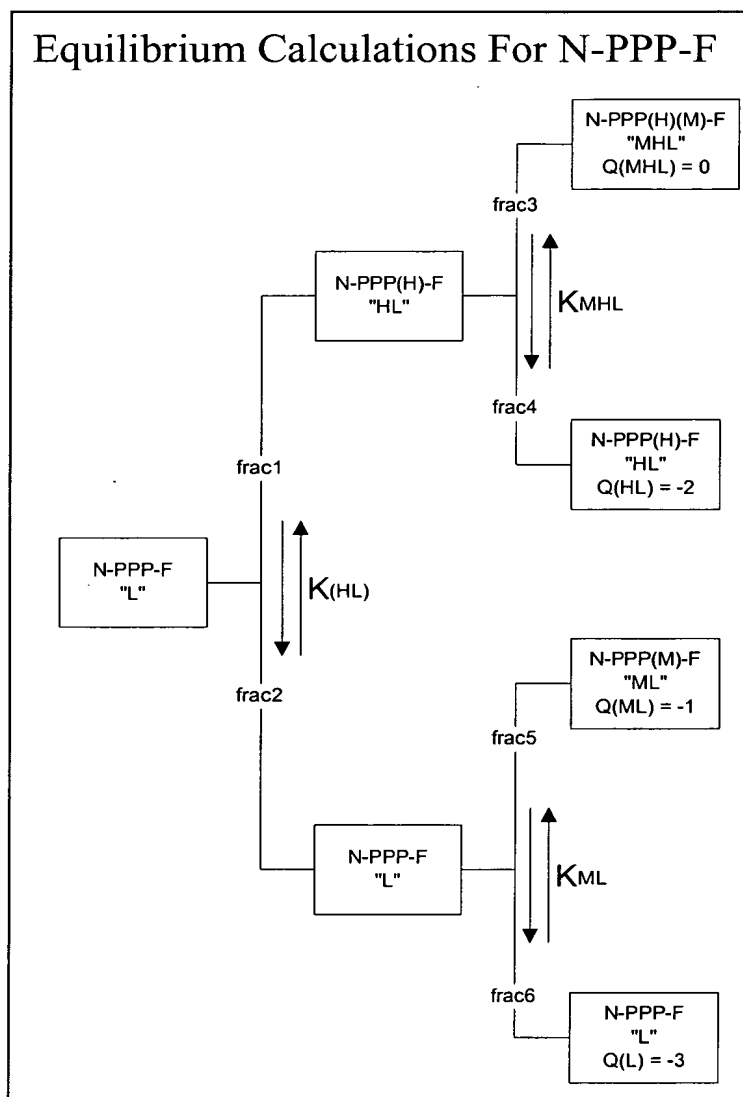 Equilibrium Calculations For N-PPP-F
N-PPP(H)(M)-F
"MHL"
Q(MHL) = 0
frac3
N-PPP(H)-F
"HL"
KMHL
frac4
N-PPP(H)-F
"HL"
Q(HL) = -2
frac1
N-PPP-F
"L"
K(HL)
frac2
N-PPP(M)-F
"ML"
Q(ML) = -1
frac5
N-PPP-F
"L"
KML
frac6
N-PPP-F
"L"
Q(L) = -3